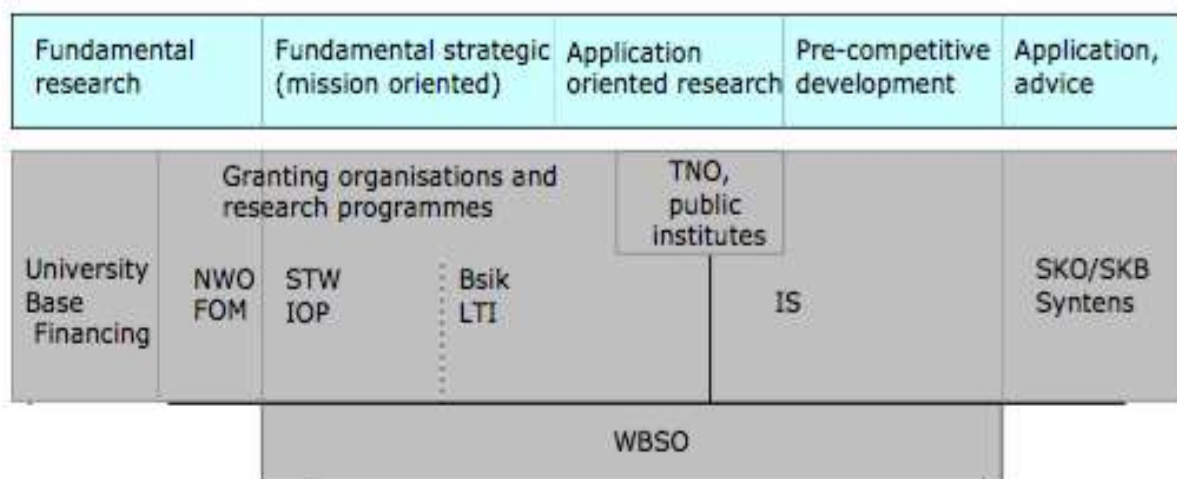 Fundamental
research
Fundamental strategic
(mission oriented)
Application
oriented research
Pre-competitive
development
Application,
advice
Granting organisations and
research programmes
TNO,
public
institutes
University
Base
Financing
NWO
FOM
STW
IOP
Bsik
LTI
IS
SKO/SKB
Syntens
WBSO